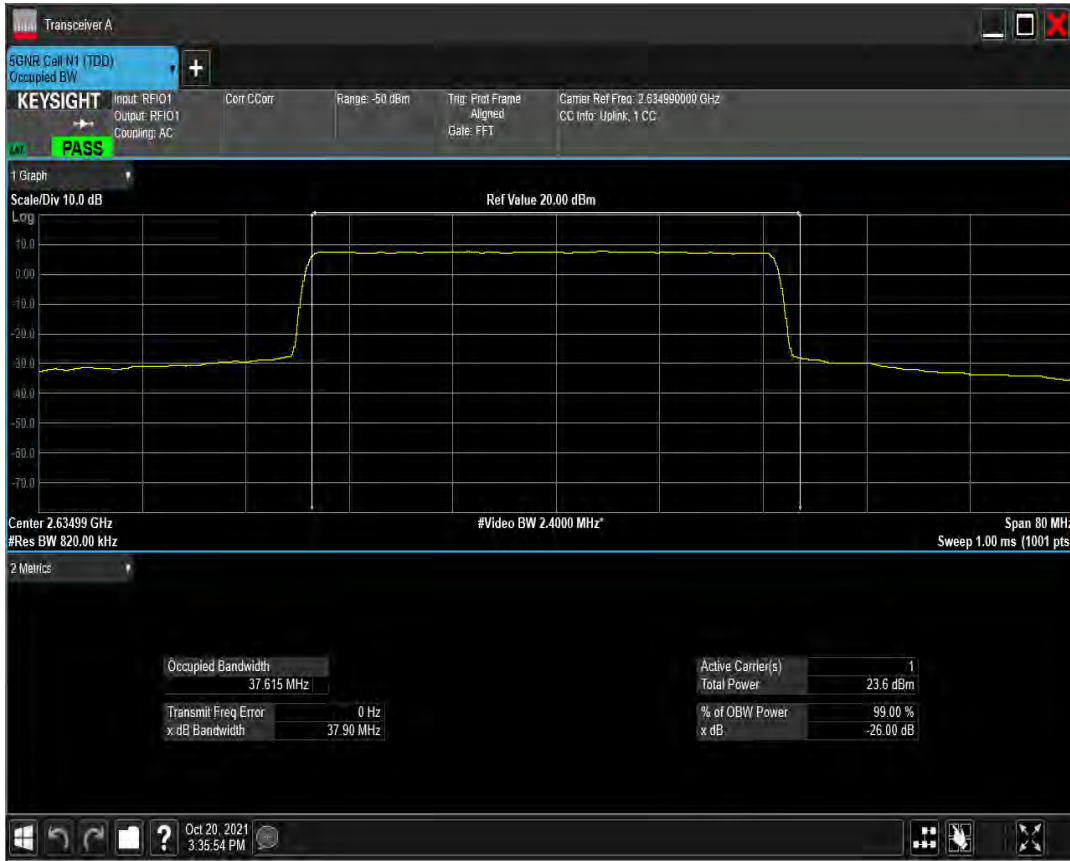 Transceiver A
5GNR Cell N1 (TDD)
Occupied BW
+
KEYSIGHT
PASS
Input: RFIO1
Output: RFIO1
Coupling: AC
Corr CCorr
Range: -50 dBm
Trig: Prot Frame
Aligned
Gate: FFT
Carrier Ref Freq: 2.634990000 GHz
CC Info: Uplink, 1 CC
1 Graph
Scale/Div 10.0 dB
Ref Value 20.00 dBm
Log
10.0
0.00
-10.0
-20.0
-30.0
-40.0
-50.0
-60.0
-70.0
Center 2.63499 GHz
#Video BW 2.4000 MHz*
Span 80 MHz
#Res BW 820.00 kHz
Sweep 1.00 ms (1001 pts
2 Metrics
Occupied Bandwidth
37.615 MHz
Transmit Freq Error 0 Hz
x dB Bandwidth 37.90 MHz
Active Carrier(s) 1
Total Power 23.6 dBm
% of OBW Power 99.00 %
x dB -26.00 dB
?
Oct 20, 2021
3:35:54 PM